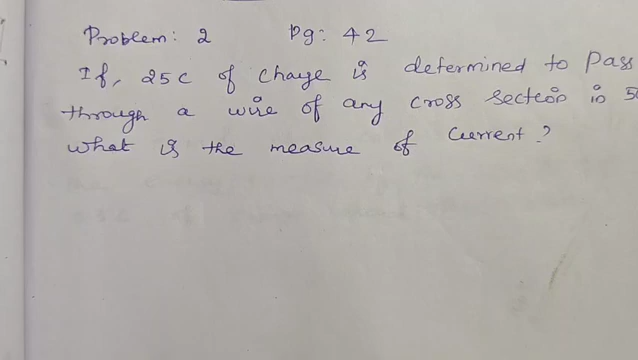 Problem: 2 Pg: 42
If, 25C of charge is determined to Pass
through a wire of any cross section in
what is the measure of Current?